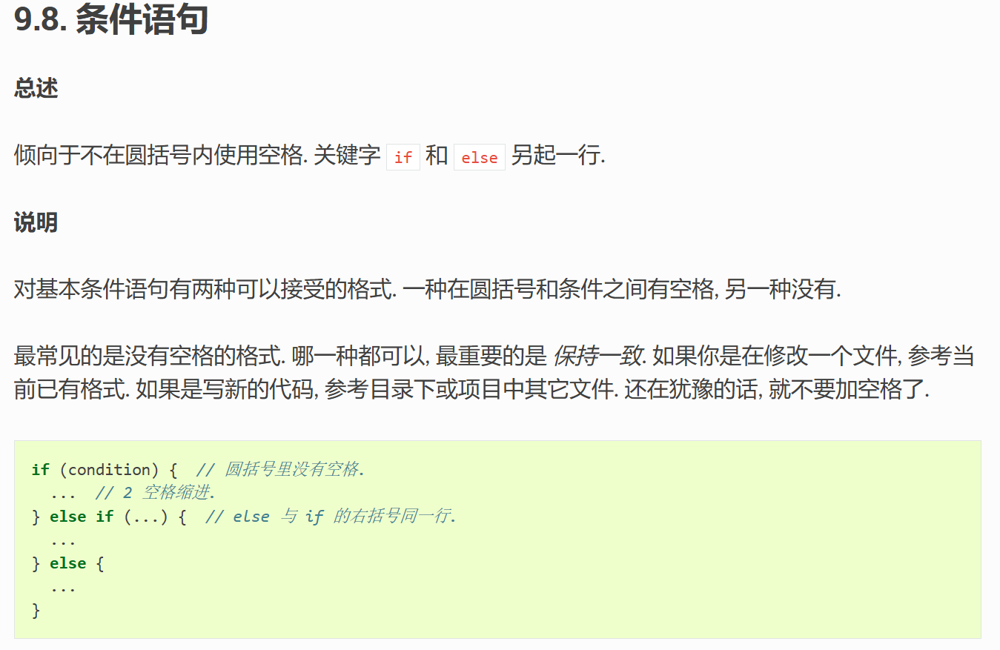 9.8. 条件语句
总述
倾向于不在圆括号内使用空格. 关键字 if 和 else 另起一行.
说明
对基本条件语句有两种可以接受的格式. 一种在圆括号和条件之间有空格, 另一种没有.
最常见的是没有空格的格式. 哪一种都可以, 最重要的是 保持一致. 如果你是在修改一个文件, 参考当
前已有格式. 如果是写新的代码, 参考目录下或项目中其它文件. 还在犹豫的话, 就不要加空格了.
if (condition) {  // 圆括号里没有空格.
  ...  // 2 空格缩进.
} else if (...) {  // else 与 if 的右括号同一行.
  ...
} else {
  ...
}